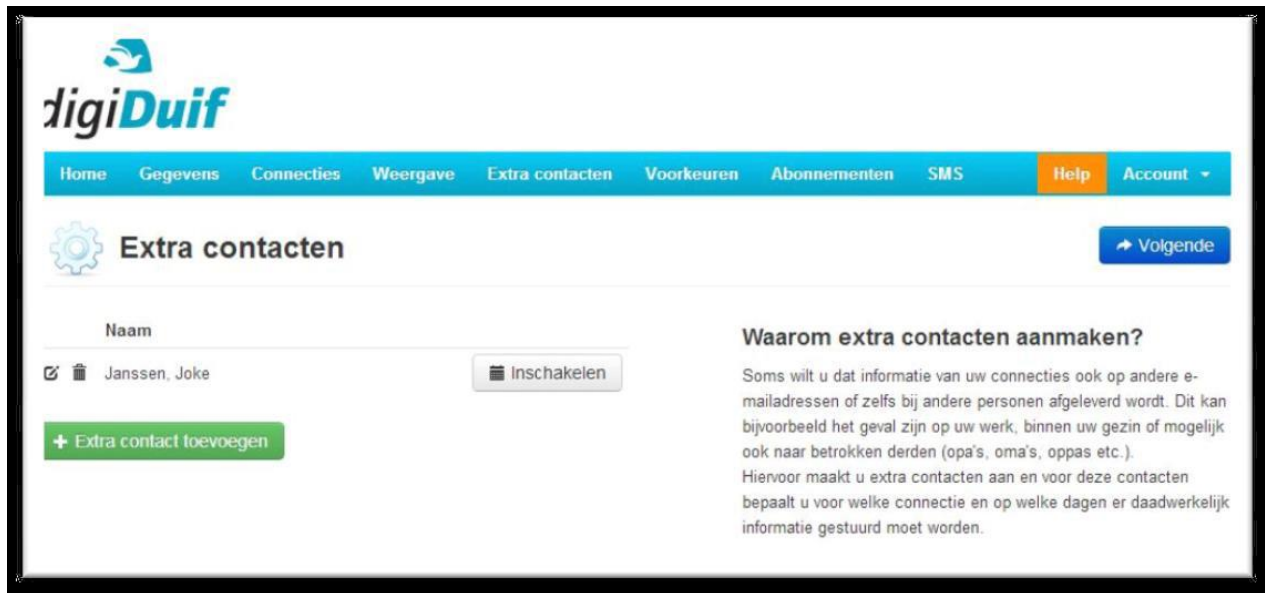 digiDuif
Home Gegevens Connecties Weergave Extra contacten Voorkeuren Abonnementen SMS Help Account
Extra contacten
Volgende
Naam
Janssen, Joke
Inschakelen
+ Extra contact toevoegen
Waarom extra contacten aanmaken?
Soms wilt u dat informatie van uw connecties ook op andere e-
mailadressen of zelfs bij andere personen afgeleverd wordt. Dit kan
bijvoorbeeld het geval zijn op uw werk, binnen uw gezin of mogelijk
ook naar betrokken derden (opa's, oma's, oppas etc.).
Hiervoor maakt u extra contacten aan en voor deze contacten
bepaalt u voor welke connectie en op welke dagen er daadwerkelijk
informatie gestuurd moet worden.